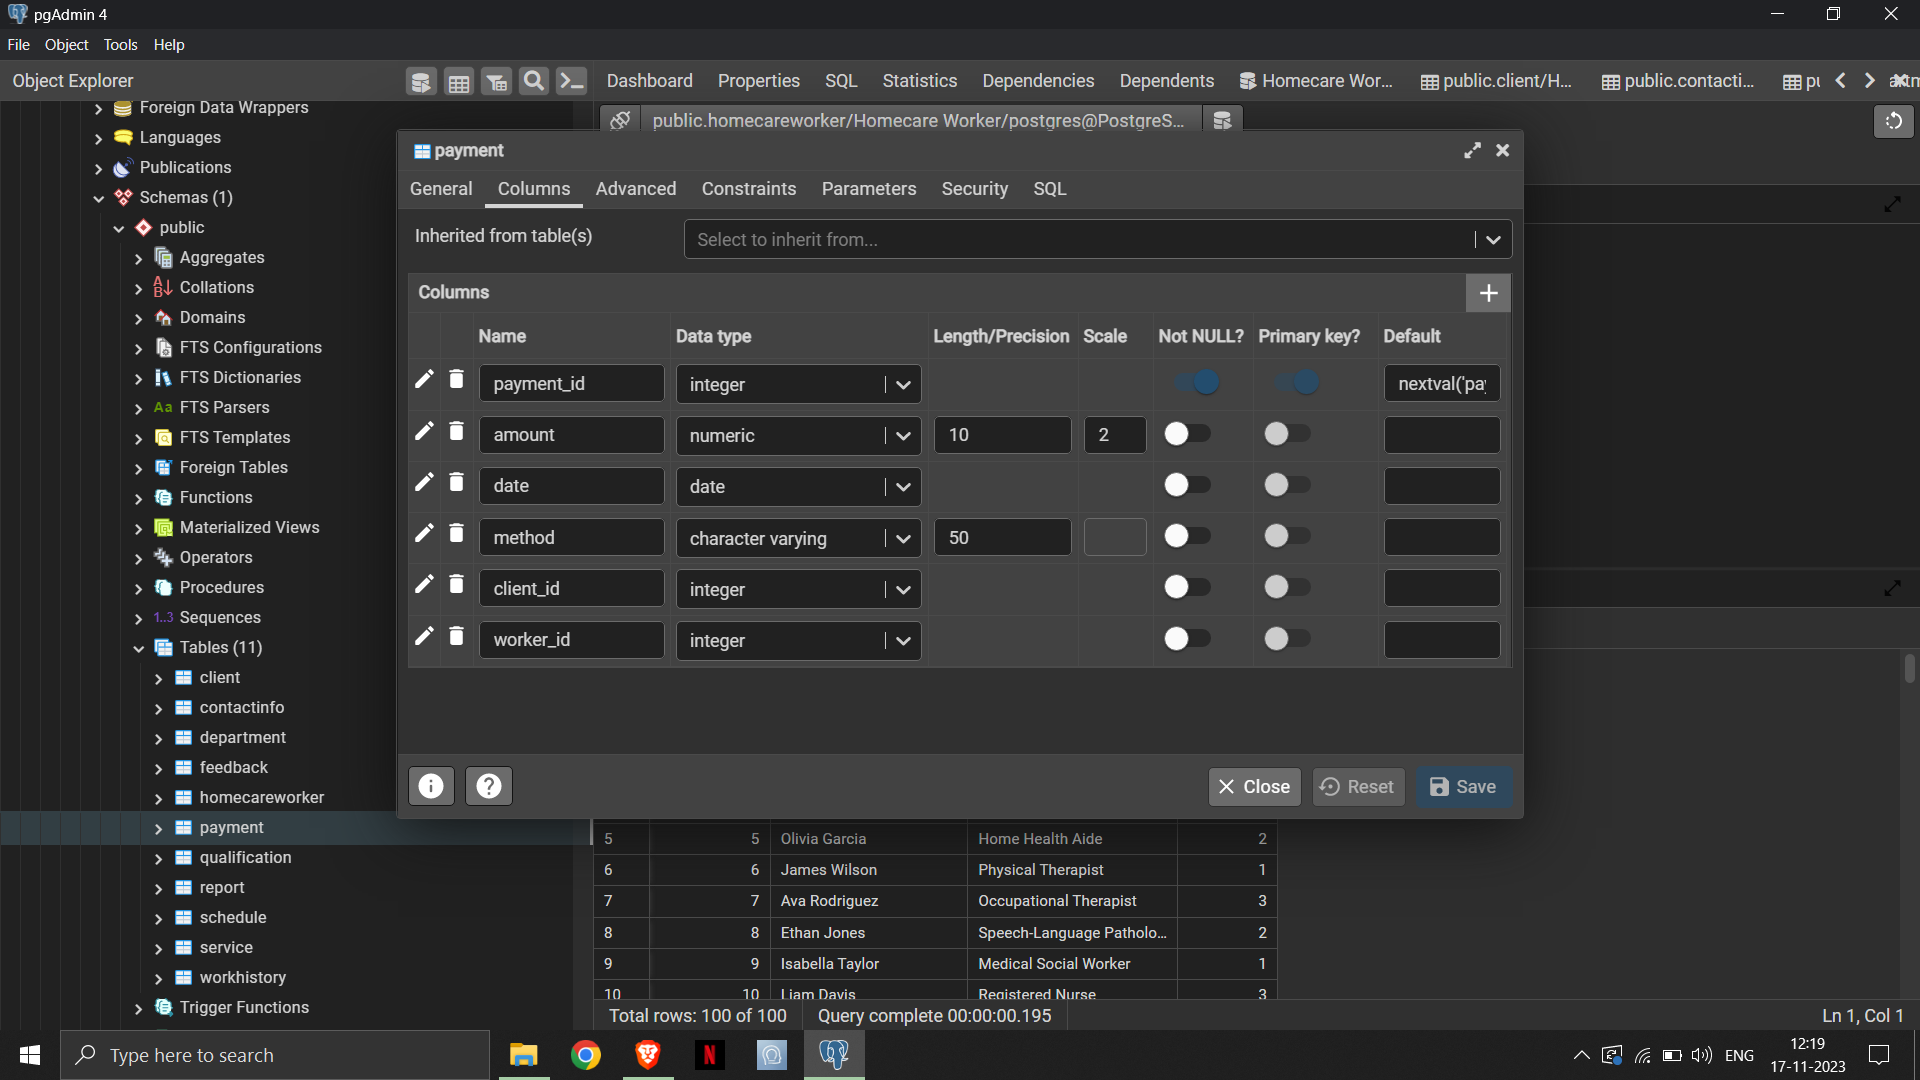 pgAdmin 4
File Object Tools Help
Object Explorer
Dashboard Properties SQL Statistics Dependencies Dependents Homecare Wor... public.client/H... public.contacti...
public.homecareworker/Homecare Worker/postgres@PostgreS...
Foreign Data Wrappers
Languages
Publications
Schemas (1)
public
Aggregates
Collations
Domains
FTS Configurations
FTS Dictionaries
Aa FTS Parsers
FTS Templates
Foreign Tables
Functions
Materialized Views
Operators
Procedures
1..3 Sequences
Tables (11)
client
contactinfo
department
feedback
homecareworker
payment
qualification
report
schedule
service
workhistory
Trigger Functions
payment
General Columns Advanced Constraints Parameters Security SQL
Inherited from table(s) Select to inherit from...
Columns
Name Data type Length/Precision Scale Not NULL? Primary key? Default
payment_id integer nextval('pay
amount numeric 10 2
date date
method character varying 50
client_id integer
worker_id integer
Close Reset Save
5 5 Olivia Garcia Home Health Aide 2
6 6 James Wilson Physical Therapist 1
7 7 Ava Rodriguez Occupational Therapist 3
8 8 Ethan Jones Speech-Language Patholo... 2
9 9 Isabella Taylor Medical Social Worker 1
10 10 Liam Davis Registered Nurse 3
Total rows: 100 of 100 Query complete 00:00:00.195 Ln 1, Col 1
Type here to search
ENG
12:19
17-11-2023